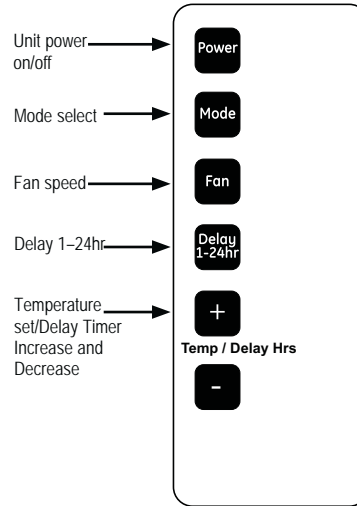 Unit power
on/off
Power
Mode select
Mode
Fan speed
Fan
Delay 1–24hr
Delay
1-24hr
Temperature
set/Delay Timer
Increase and
Decrease
+
Temp / Delay Hrs
-